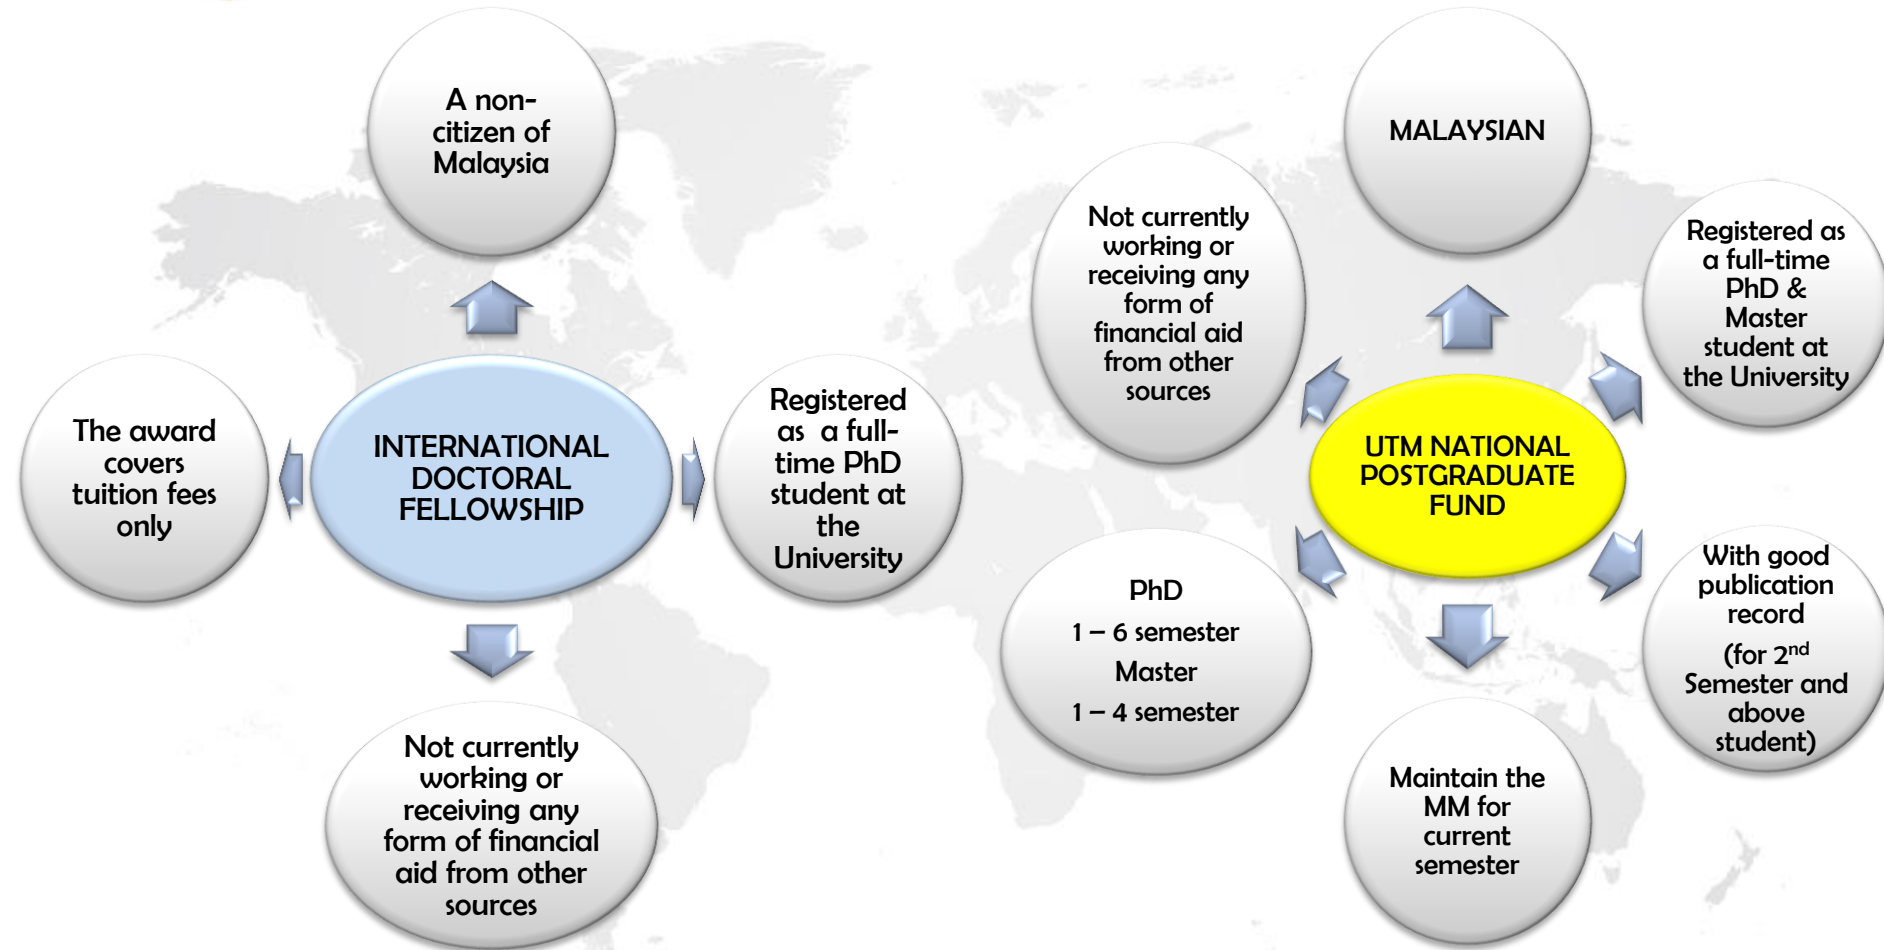 A non-
citizen of
Malaysia
The award
covers
tuition fees
only
INTERNATIONAL
DOCTORAL
FELLOWSHIP
Registered
as a full-
time PhD
student at
the
University
Not currently
working or
receiving any
form of financial
aid from other
sources
MALAYSIAN
Not currently
working or
receiving any
form of
financial aid
from other
sources
Registered as
a full-time
PhD &
Master
student at
the University
UTM NATIONAL
POSTGRADUATE
FUND
PhD
1 – 6 semester
Master
1 – 4 semester
With good
publication
record
(for 2nd
Semester and
above
student)
Maintain the
MM for
current
semester